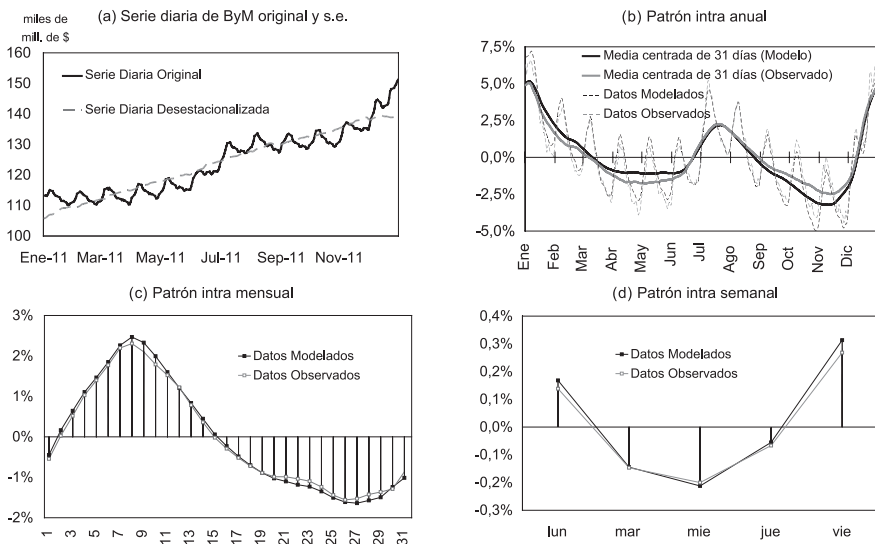 (a) Serie diaria de ByM original y s.e.
miles de
mill. de $
160
150
140
130
120
110
100
Serie Diaria Original
Serie Diaria Desestacionalizada
Ene-11 Mar-11 May-11 Jul-11 Sep-11 Nov-11
(b) Patrón intra anual
7,5%
5,0%
2,5%
0,0%
-2,5%
-5,0%
Media centrada de 31 días (Modelo)
Media centrada de 31 días (Observado)
Datos Modelados
Datos Observados
Ene Feb Mar Abr May Jun Jul Ago Sep Oct Nov Dic
(c) Patrón intra mensual
3%
2%
1%
0%
-1%
-2%
Datos Modelados
Datos Observados
1 3 5 7 9 11 13 15 17 19 21 23 25 27 29 31
(d) Patrón intra semanal
0,4%
0,3%
0,2%
0,1%
0,0%
-0,1%
-0,2%
-0,3%
Datos Modelados
Datos Observados
lun mar mie jue vie